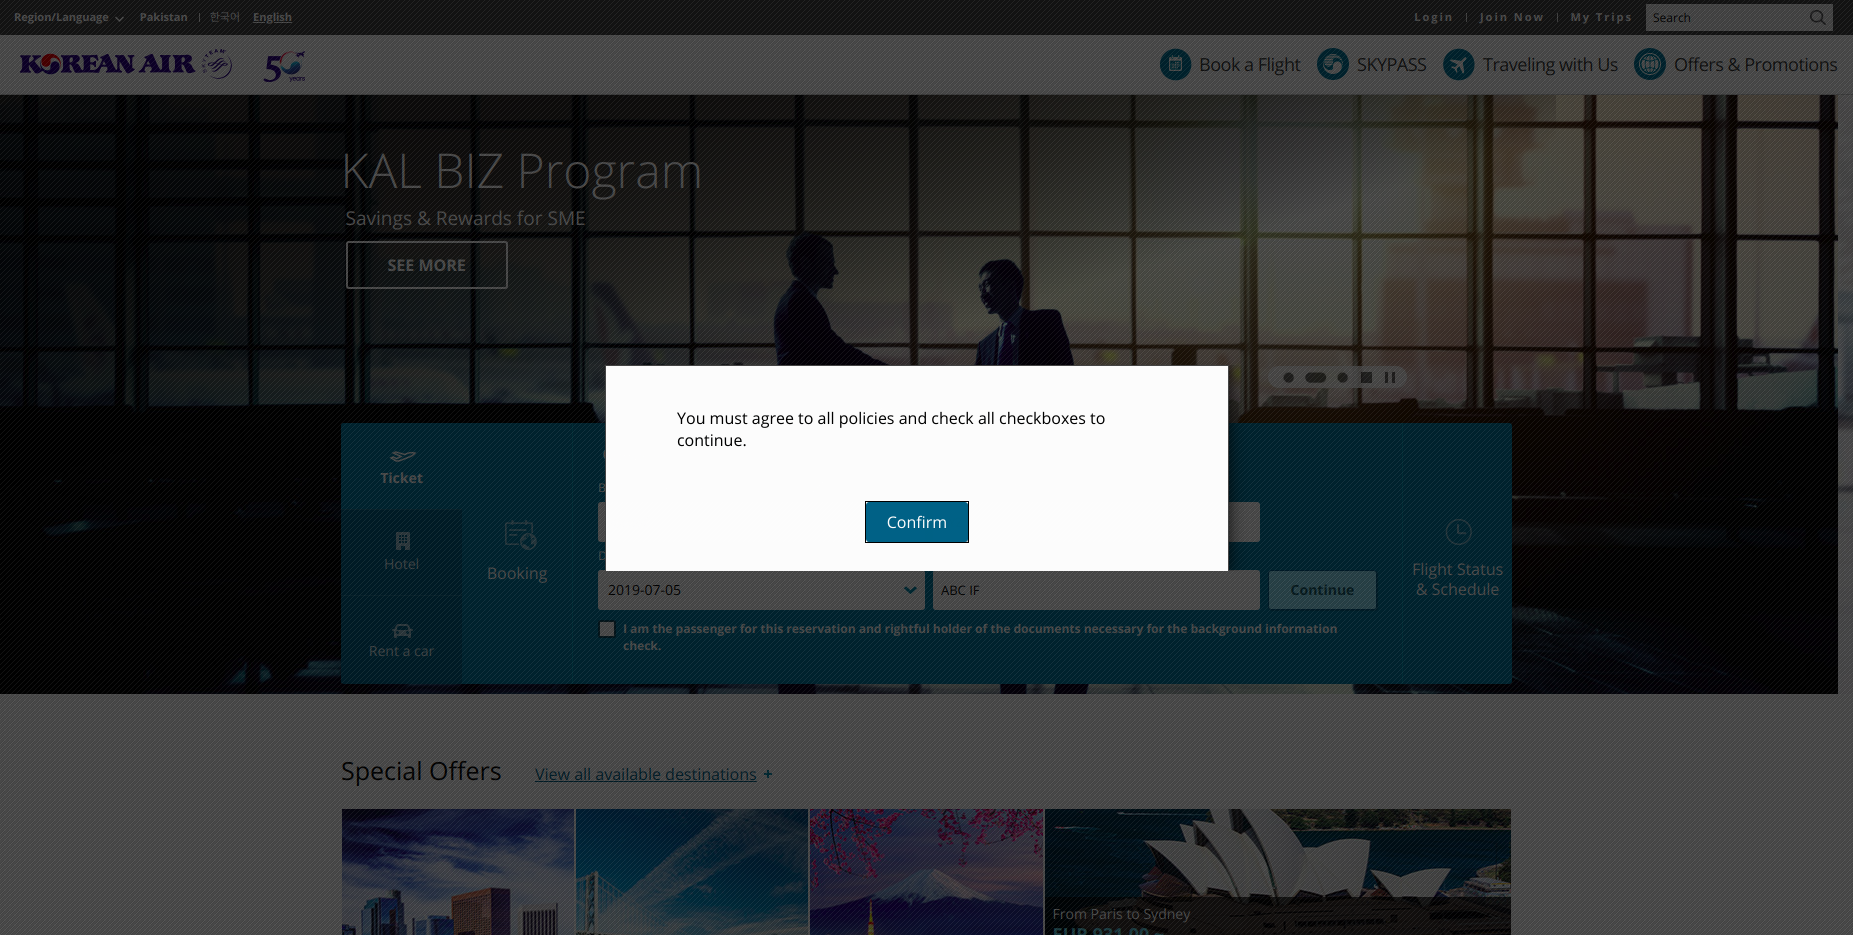 Region/Language
Pakistan
한국어
English
Login
Join Now
My Trips
Search
KOREAN AIR
50 years
Book a Flight
SKYPASS
Traveling with Us
Offers & Promotions
KAL BIZ Program
Savings & Rewards for SME
SEE MORE
You must agree to all policies and check all checkboxes to
continue.
Confirm
Ticket
Hotel
Rent a car
Booking
2019-07-05
ABC IF
Continue
I am the passenger for this reservation and rightful holder of the documents necessary for the background information
check.
Flight Status
& Schedule
Special Offers
View all available destinations +
From Paris to Sydney
EUR 931.00 ~